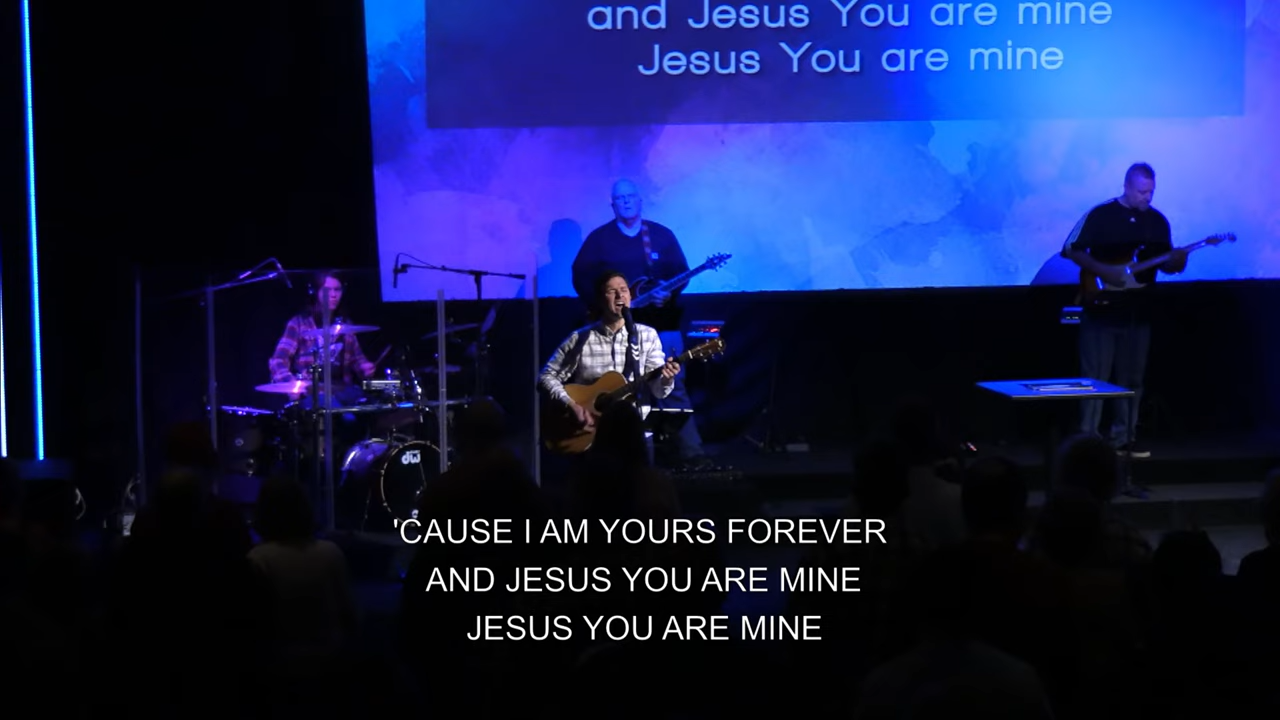 and Jesus You are mine
Jesus You are mine
dw
'CAUSE I AM YOURS FOREVER
AND JESUS YOU ARE MINE
JESUS YOU ARE MINE